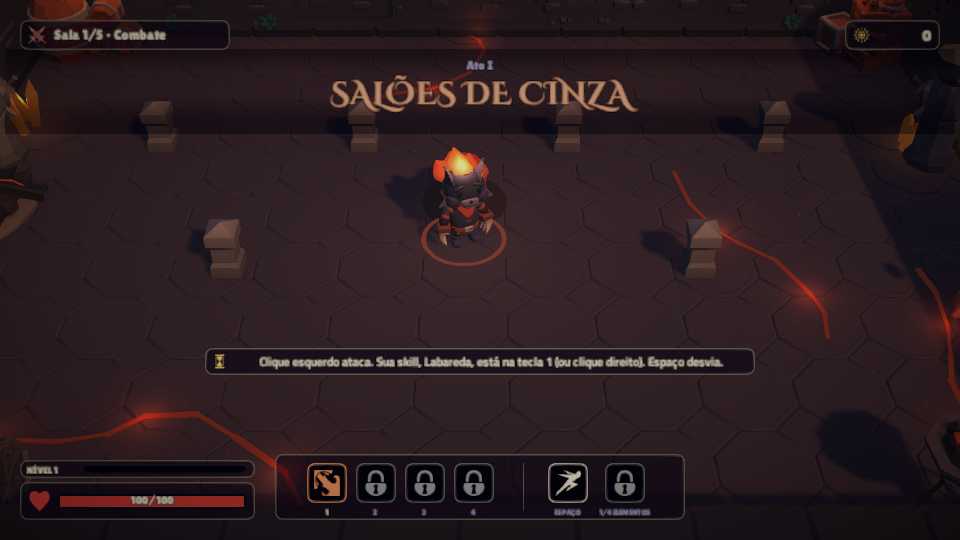 Sala 1/5 - Combate
0
Ato I
SALÕES DE CINZA
Clique esquerdo ataca. Sua skill, Labareda, está na tecla 1 (ou clique direito). Espaço desvia.
NÍVEL 1
100/100
1
2
3
4
ESPAÇO
1/4 ELEMENTOS